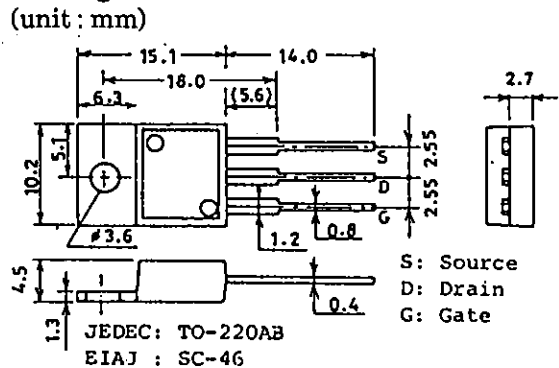 (unit : mm)
15.1
14.0
18.0
2.7
6.3
(5.6)
10.2
5.1
S
2.55
D
2.55
G
ø3.6
1.2
0.8
4.5
1.3
0.4
S: Source
D: Drain
G: Gate
JEDEC: TO-220AB
EIAJ : SC-46